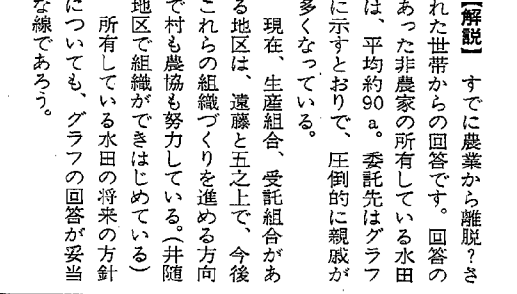 【解説】　すでに農業から離脱？さ
れた世帯からの回答です。回答の
あった非農家の所有している水田
は、平均約90a。委託先はグラフ
に示すとおりで、圧倒的に親戚が
多くなっている。
　現在、生産組合、受託組合があ
る地区は、遠藤と五之上で、今後
これらの組織づくりを進める方向
で村も農協も努力している。（井随
地区で組織ができはじめている）
　所有している水田の将来の方針
についても、グラフの回答が妥当
な線であろう。